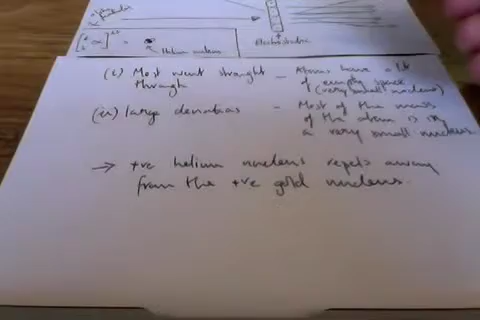 Helium nucleus
(i) Most went straight through
- Atoms have a lot
of empty space
(very small nucleus)
(ii) large deviations
- Most of the mass
of the atom is in
a very small nucleus
→ +ve helium nucleus repels away
from the +ve gold nucleus.